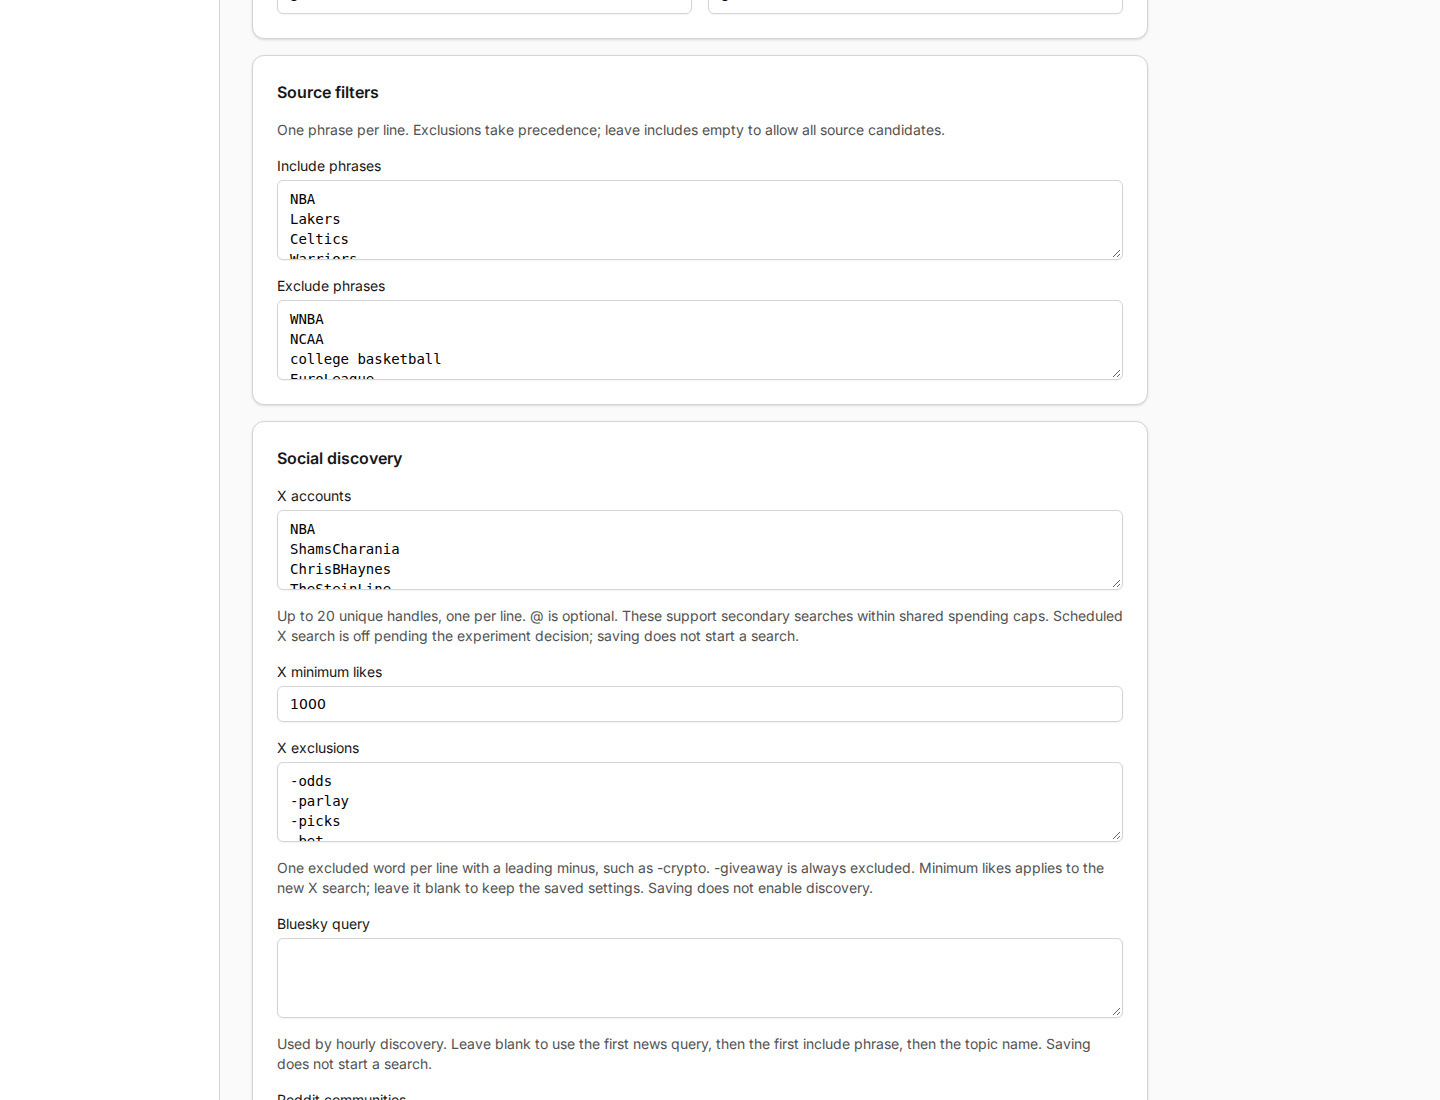 Source filters
One phrase per line. Exclusions take precedence; leave includes empty to allow all source candidates.
Include phrases
NBA
Lakers
Celtics
Warriors
Exclude phrases
WNBA
NCAA
college basketball
EuroLeague
Social discovery
X accounts
NBA
ShamsCharania
ChrisBHaynes
TheSteinLine
Up to 20 unique handles, one per line. @ is optional. These support secondary searches within shared spending caps. Scheduled
X search is off pending the experiment decision; saving does not start a search.
X minimum likes
1000
X exclusions
-odds
-parlay
-picks
-bet
One excluded word per line with a leading minus, such as -crypto. -giveaway is always excluded. Minimum likes applies to the
new X search; leave it blank to keep the saved settings. Saving does not enable discovery.
Bluesky query
Used by hourly discovery. Leave blank to use the first news query, then the first include phrase, then the topic name. Saving
does not start a search.
Reddit communities